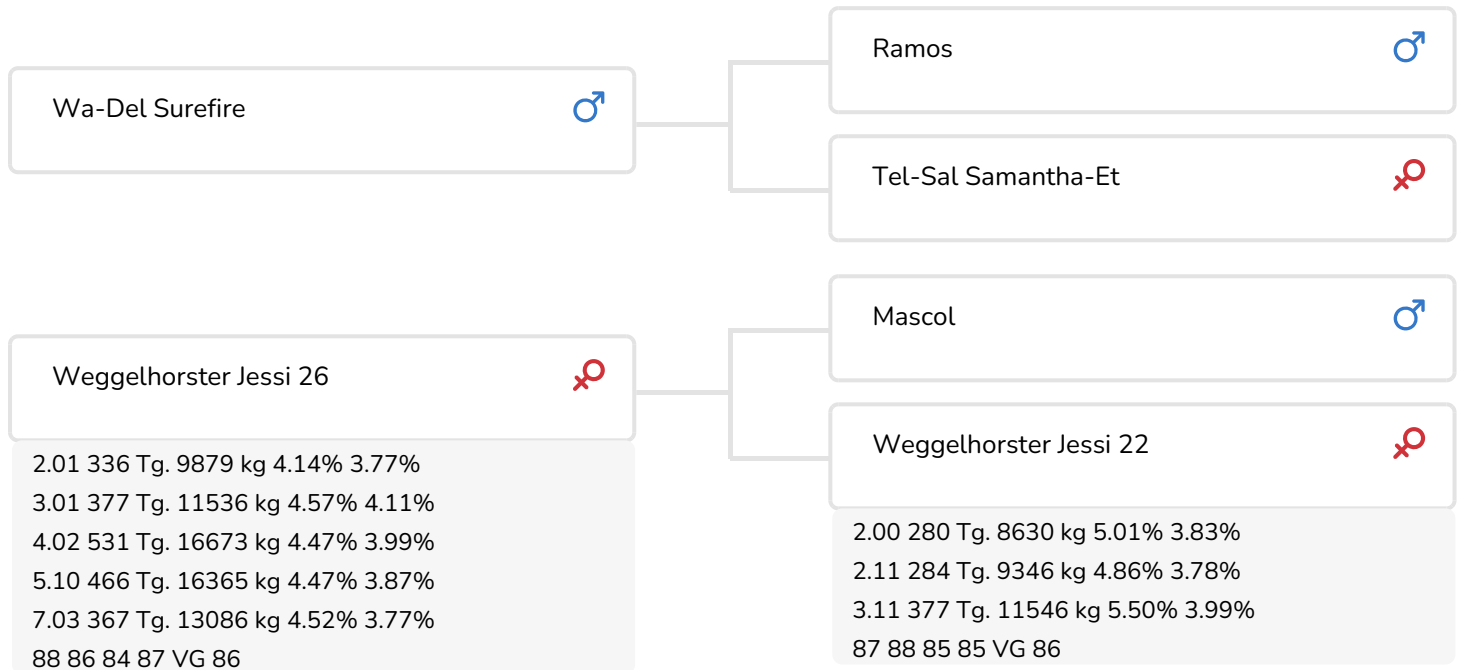 Wa-Del Surefire
Ramos
Tel-Sal Samantha-Et
Weggelhorster Jessi 26
2.01 336 Tg. 9879 kg 4.14% 3.77%
3.01 377 Tg. 11536 kg 4.57% 4.11%
4.02 531 Tg. 16673 kg 4.47% 3.99%
5.10 466 Tg. 16365 kg 4.47% 3.87%
7.03 367 Tg. 13086 kg 4.52% 3.77%
88 86 84 87 VG 86
Mascol
Weggelhorster Jessi 22
2.00 280 Tg. 8630 kg 5.01% 3.83%
2.11 284 Tg. 9346 kg 4.86% 3.78%
3.11 377 Tg. 11546 kg 5.50% 3.99%
87 88 85 85 VG 86